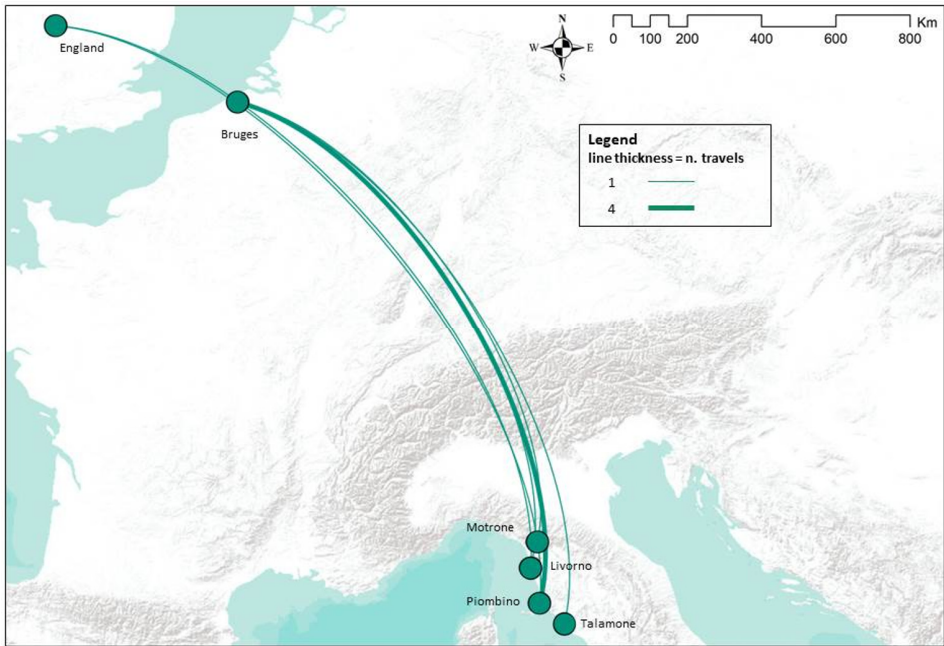 England
Bruges
N
W E
S
Km
0 100 200 400 600 800
Legend
line thickness = n. travels
1
4
Motrone
Livorno
Piombino
Talamone